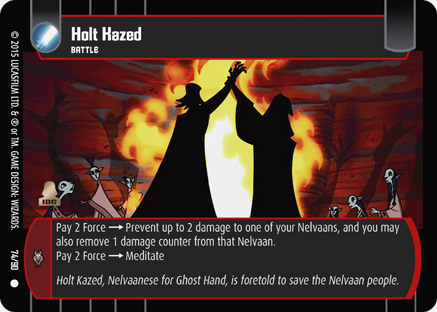 Holt Kazed
BATTLE
© 2015 LUCASFILM LTD. & ® or TM. GAME DESIGN: WIZARDS.
IDR
Pay 2 Force → Prevent up to 2 damage to one of your Nelvaans, and you may
also remove 1 damage counter from that Nelvaan.
Pay 2 Force → Meditate
Holt Kazed, Nelvaanese for Ghost Hand, is foretold to save the Nelvaan people.
74/90